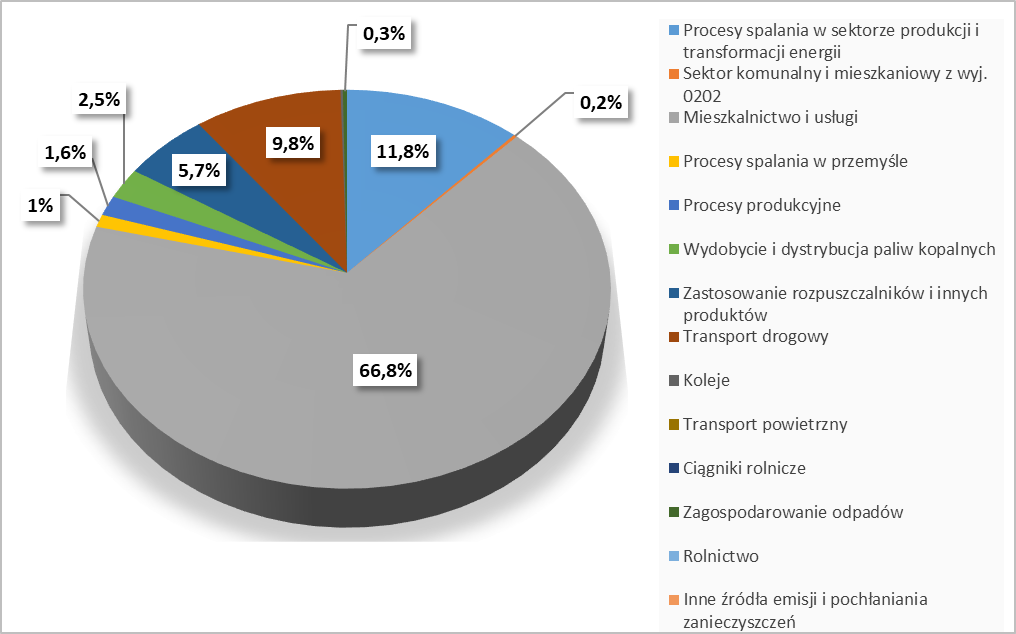 0,3%
2,5%
0,2%
9,8%
11,8%
1,6%
5,7%
1%
66,8%
Procesy spalania w sektorze produkcji i
transformacji energii
Sektor komunalny i mieszkaniowy z wyj.
0202
Mieszkalnictwo i usługi
Procesy spalania w przemyśle
Procesy produkcyjne
Wydobycie i dystrybucja paliw kopalnych
Zastosowanie rozpuszczalników i innych
produktów
Transport drogowy
Koleje
Transport powietrzny
Ciągniki rolnicze
Zagospodarowanie odpadów
Rolnictwo
Inne źródła emisji i pochłaniania
zanieczyszczeń